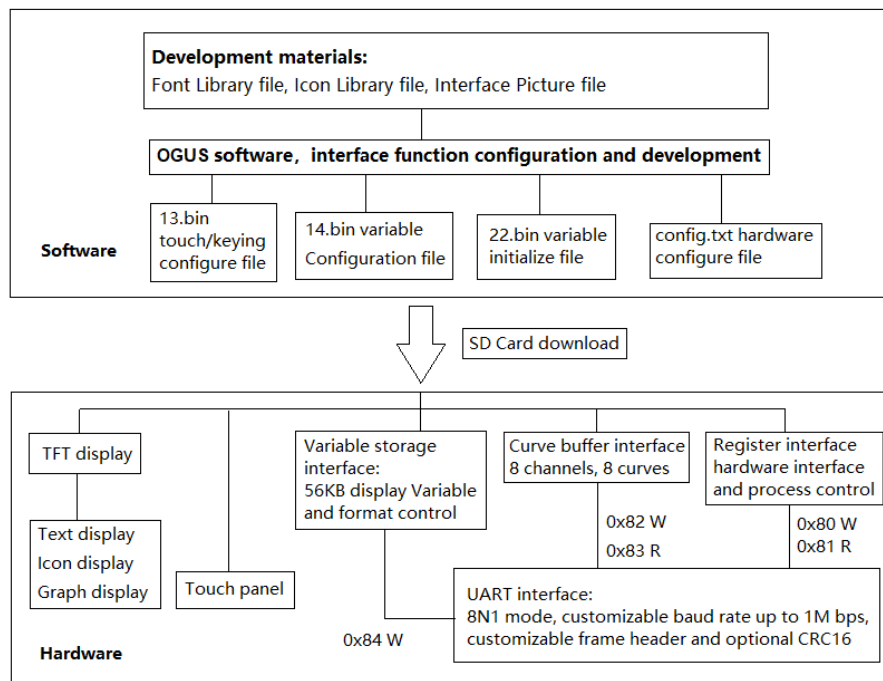 Development materials:
Font Library file, Icon Library file, Interface Picture file
OGUS software, interface function configuration and development
13.bin
touch/keying
configure file
14.bin variable
Configuration file
22.bin variable
initialize file
config.txt hardware
configure file
Software
SD Card download
TFT display
Text display
Icon display
Graph display
Touch panel
Variable storage
interface:
56KB display Variable
and format control
Curve buffer interface
8 channels, 8 curves
Register interface
hardware interface
and process control
0x82 W
0x83 R
0x80 W
0x81 R
0x84 W
UART interface:
8N1 mode, customizable baud rate up to 1M bps,
customizable frame header and optional CRC16
Hardware